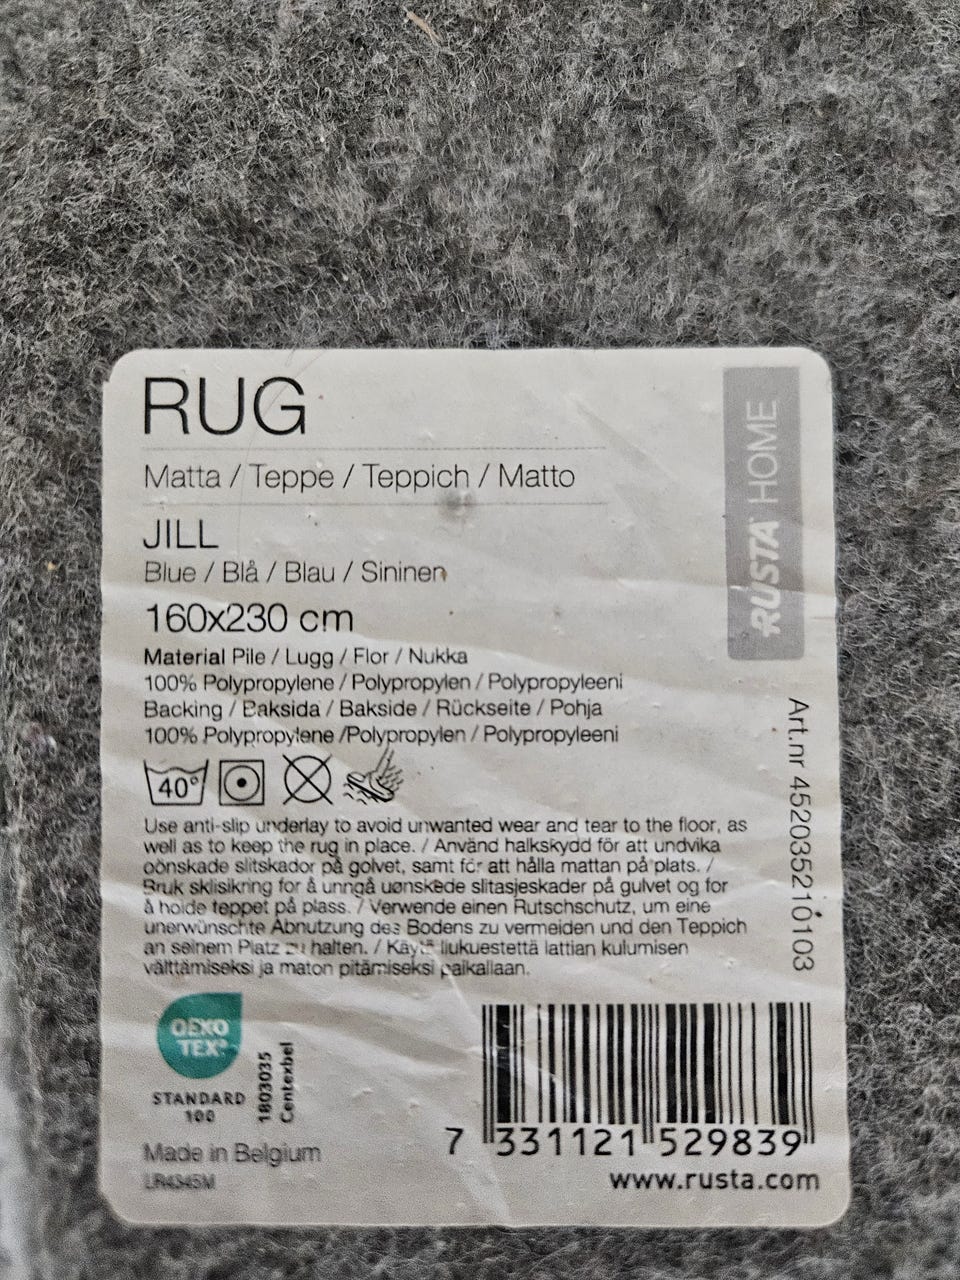 RUG
Matta / Teppe / Teppich / Matto
JILL
Blue / Blå / Blau / Sininen
160x230 cm
Material Pile / Lugg / Flor / Nukka
100% Polypropylene / Polypropylen / Polypropyleeni
Backing / Baksida / Bakside / Rückseite / Pohja
100% Polypropylene /Polypropylen / Polypropyleeni
40°
Use anti-slip underlay to avoid unwanted wear and tear to the floor, as
well as to keep the rug in place. / Använd halkskydd för att undvika
oönskade slitskador på golvet, samt för att hålla mattan på plats. /
Bruk sklisikring for å unngå uønskede slitasjeskader på gulvet og for
å holde teppet på plass. / Verwende einen Rutschschutz, um eine
unerwünschte Abnutzung des Bodens zu vermeiden und den Teppich
an seinem Platz zu halten. / Käytä liukuestettä lattian kulumisen
välttämiseksi ja maton pitämiseksi paikallaan.
RUSTA HOME
Art.nr 452035210103
OEKO
TEX®
STANDARD
100
1803035
Centexbel
Made in Belgium
LR4345M
7 331121 529839
www.rusta.com